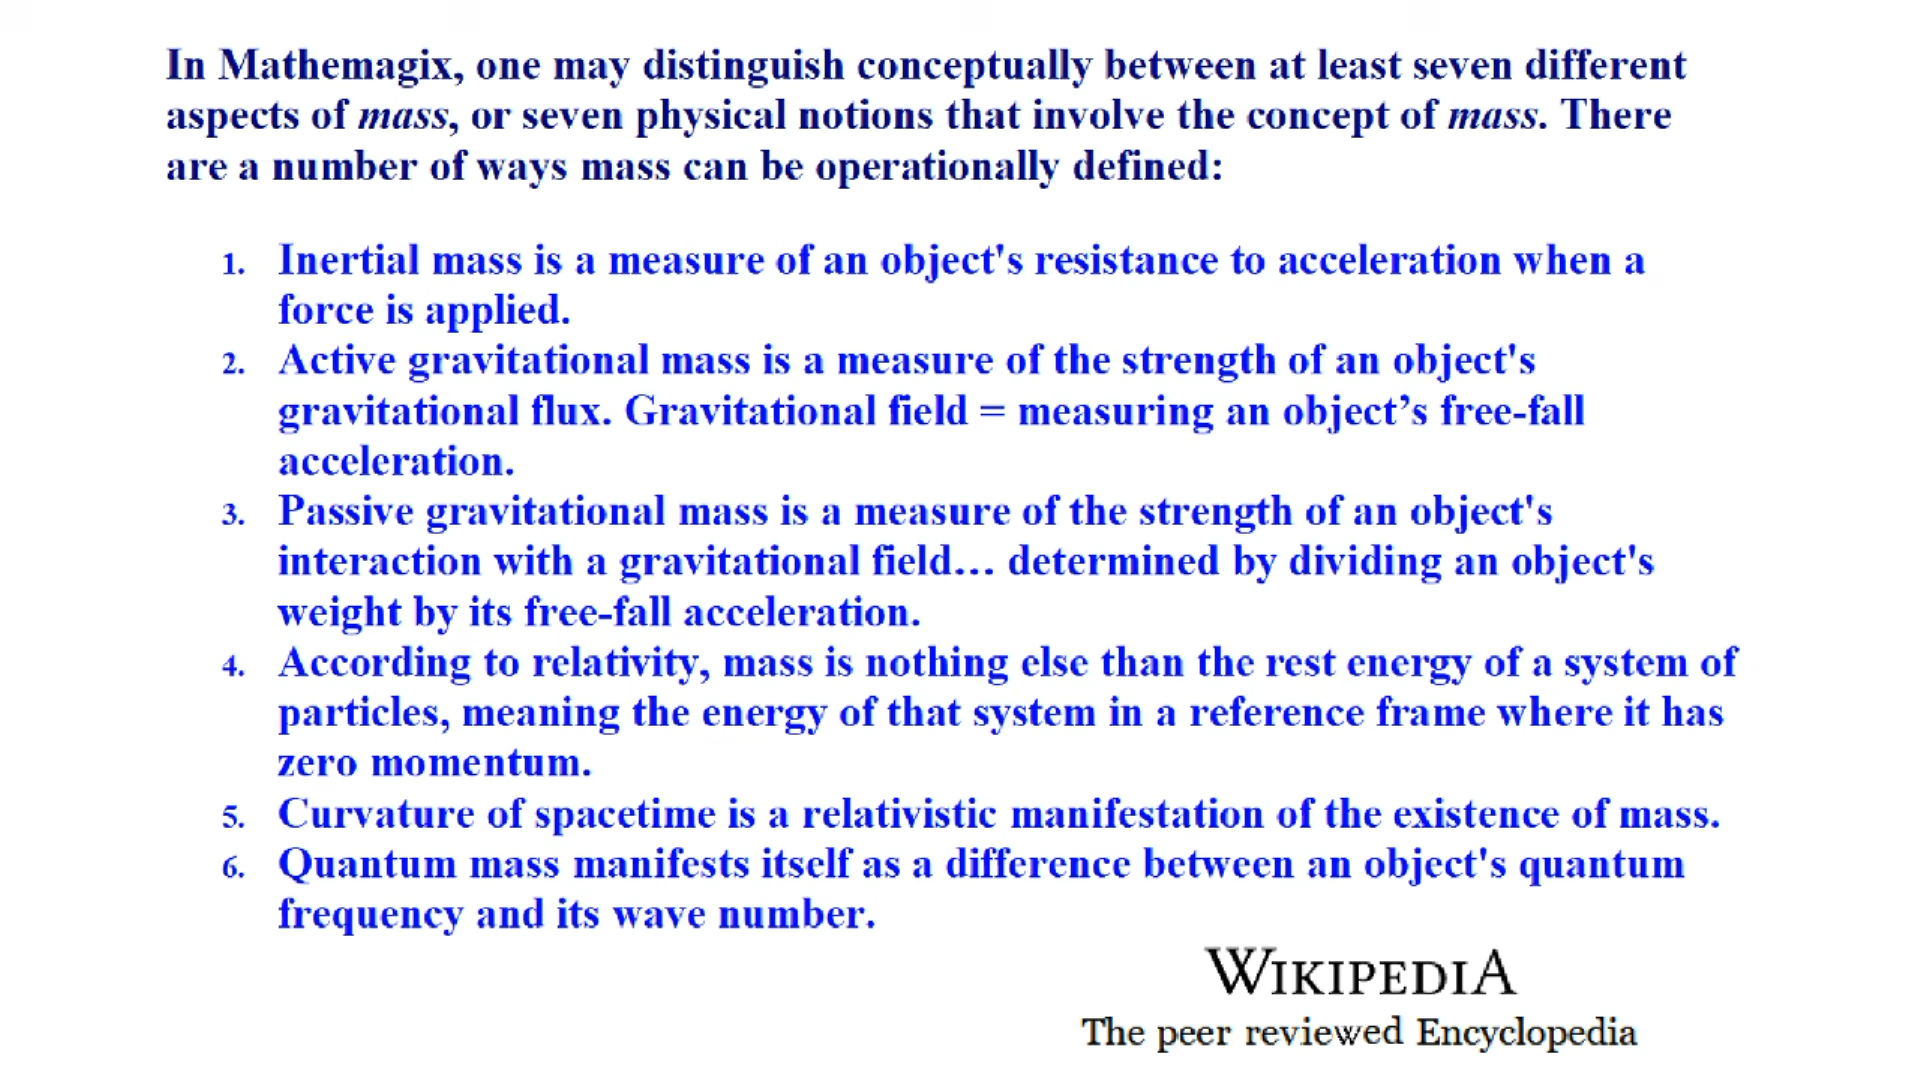 In Mathemagix, one may distinguish conceptually between at least seven different
aspects of mass, or seven physical notions that involve the concept of mass. There
are a number of ways mass can be operationally defined:
1. Inertial mass is a measure of an object's resistance to acceleration when a
force is applied.
2. Active gravitational mass is a measure of the strength of an object's
gravitational flux. Gravitational field = measuring an object’s free-fall
acceleration.
3. Passive gravitational mass is a measure of the strength of an object's
interaction with a gravitational field… determined by dividing an object's
weight by its free-fall acceleration.
4. According to relativity, mass is nothing else than the rest energy of a system of
particles, meaning the energy of that system in a reference frame where it has
zero momentum.
5. Curvature of spacetime is a relativistic manifestation of the existence of mass.
6. Quantum mass manifests itself as a difference between an object's quantum
frequency and its wave number.
WIKIPEDIA
The peer reviewed Encyclopedia